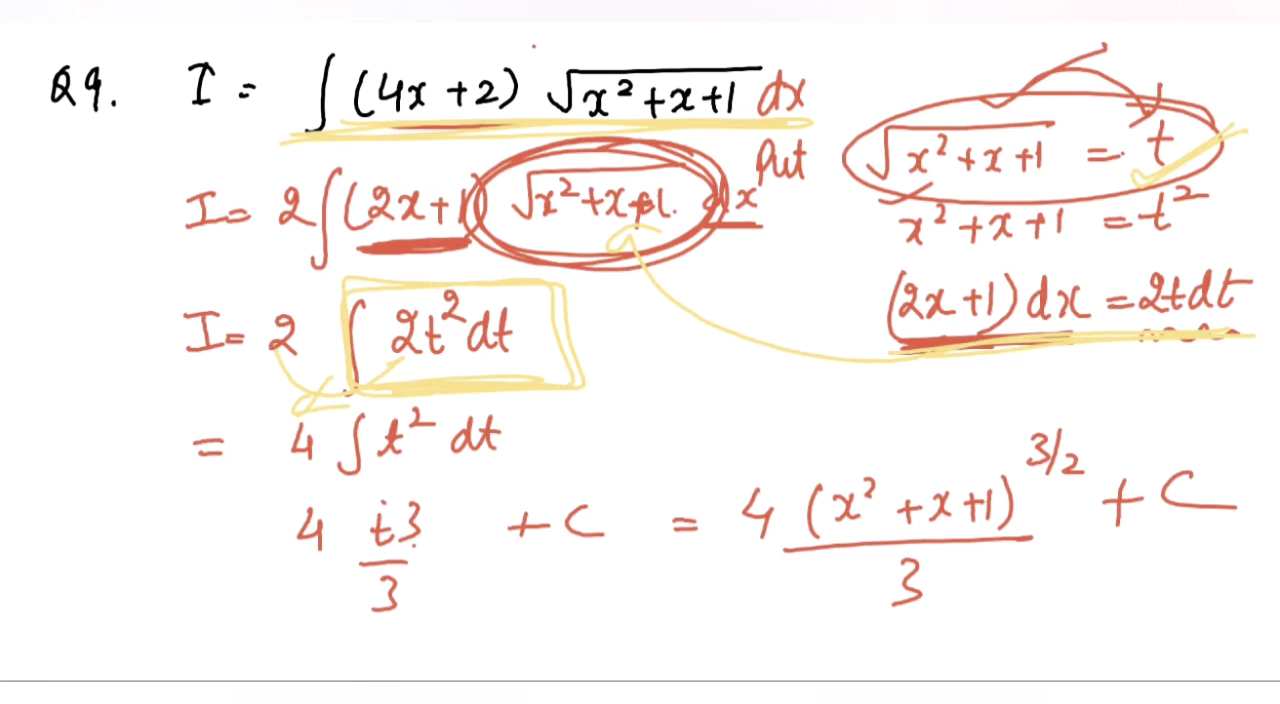 Q9. I = ∫ (4x +2) √x²+x+1 dx
I = 2 ∫ (2x+1) √x²+x+1. dx
Put √x²+x+1 = t
x²+x+1 = t²
(2x+1) dx = 2t dt
I = 2 ∫ 2t² dt
= 4 ∫ t² dt
4 t3/3 + C = 4 (x²+x+1)^3/2 / 3 + C